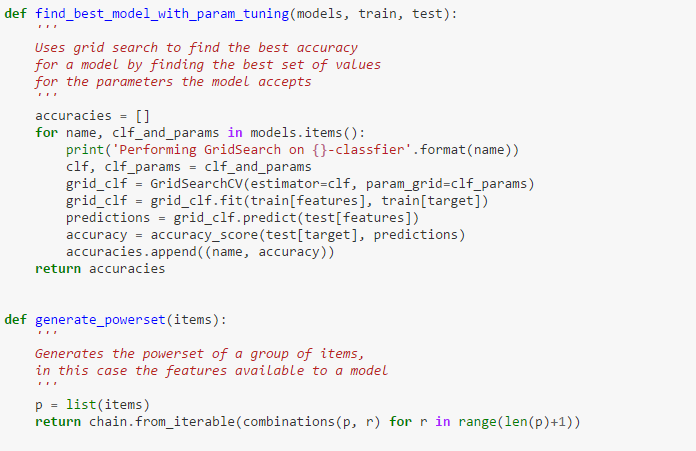 def find_best_model_with_param_tuning(models, train, test):
    '''
    Uses grid search to find the best accuracy
    for a model by finding the best set of values
    for the parameters the model accepts
    '''
    accuracies = []
    for name, clf_and_params in models.items():
        print('Performing GridSearch on {}-classfier'.format(name))
        clf, clf_params = clf_and_params
        grid_clf = GridSearchCV(estimator=clf, param_grid=clf_params)
        grid_clf = grid_clf.fit(train[features], train[target])
        predictions = grid_clf.predict(test[features])
        accuracy = accuracy_score(test[target], predictions)
        accuracies.append((name, accuracy))
    return accuracies


def generate_powerset(items):
    '''
    Generates the powerset of a group of items,
    in this case the features available to a model
    '''
    p = list(items)
    return chain.from_iterable(combinations(p, r) for r in range(len(p)+1))